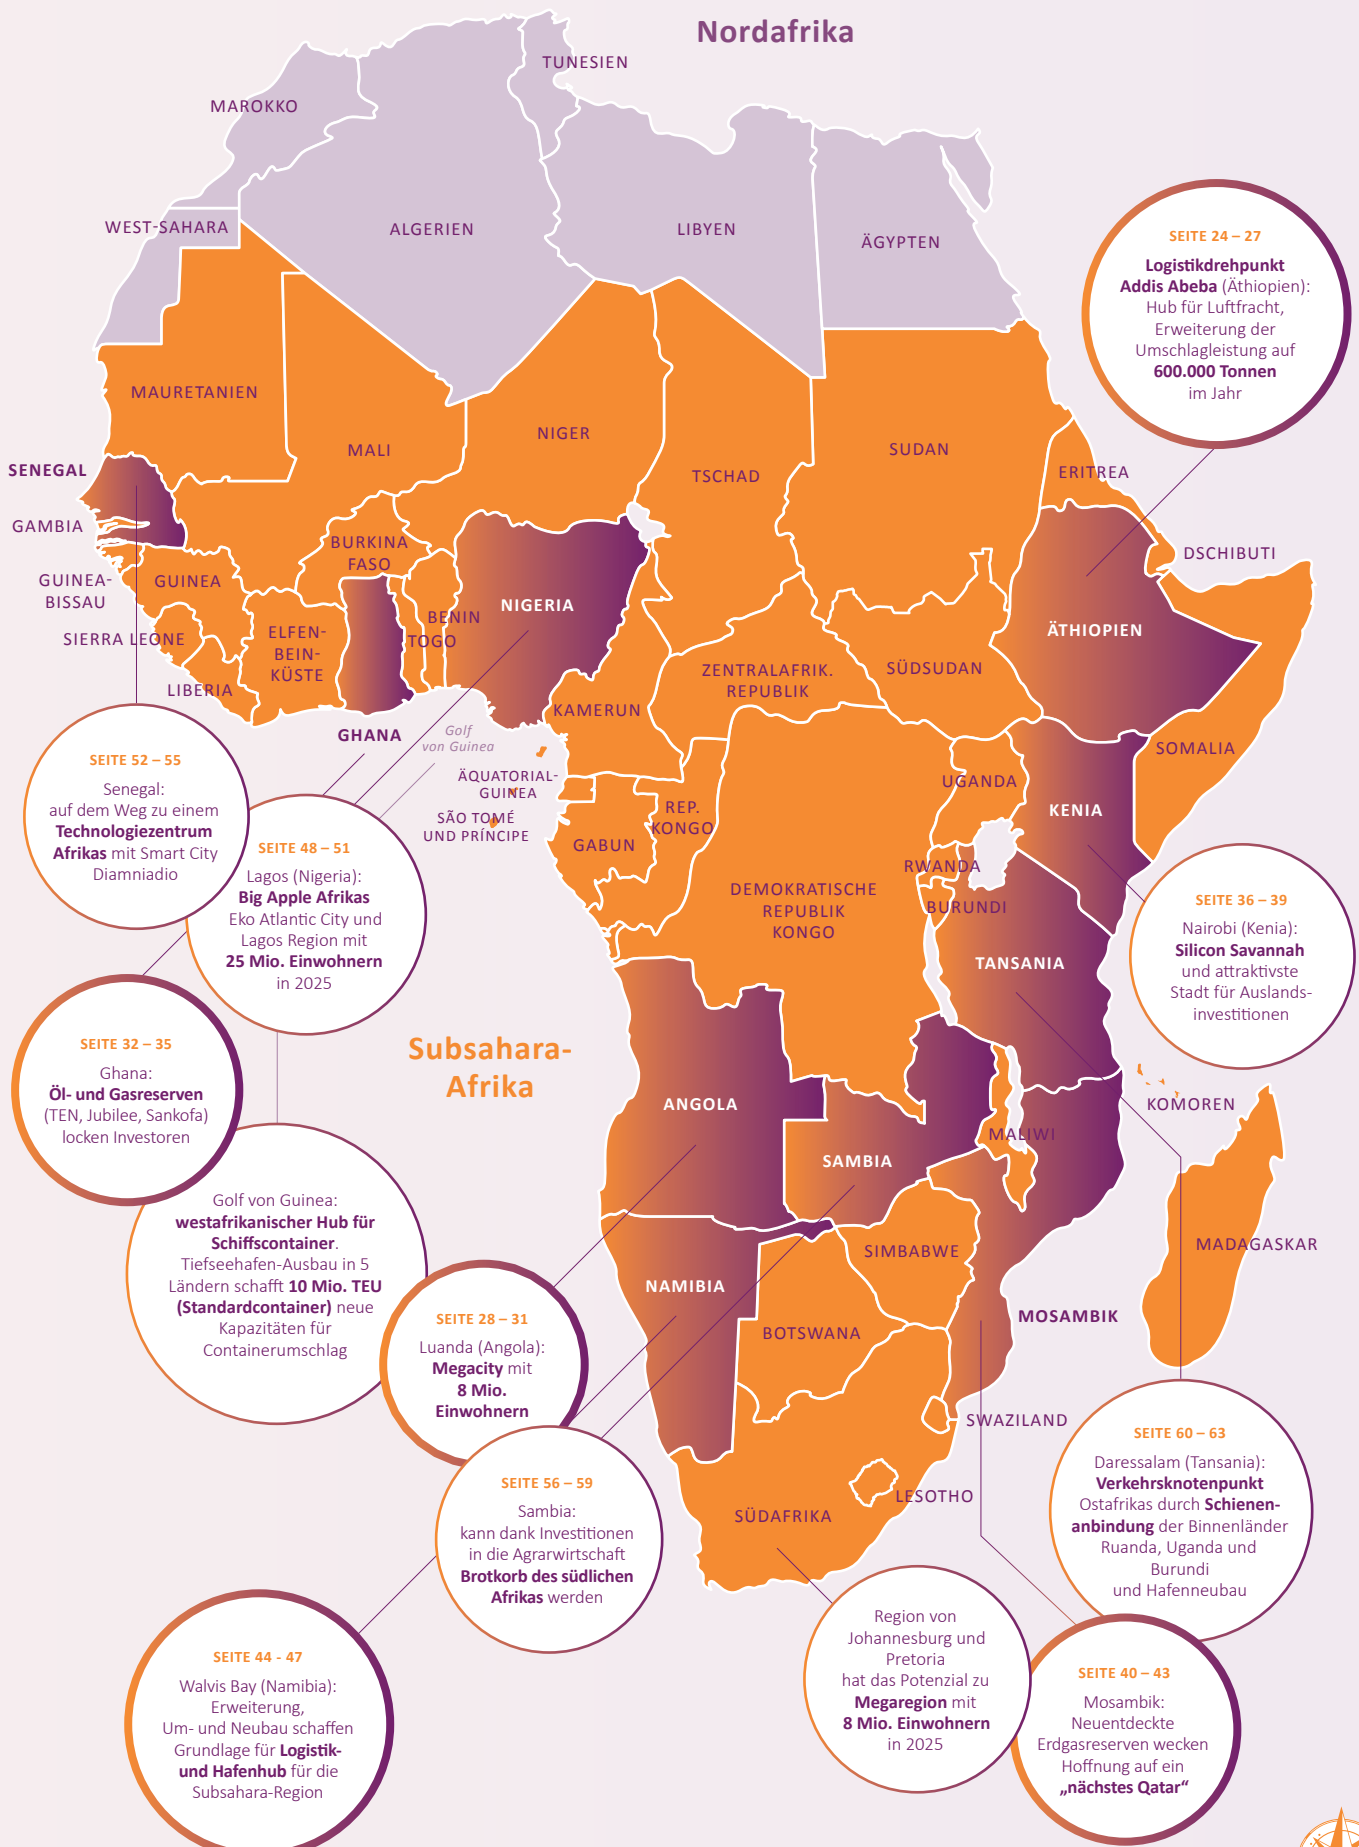 Nordafrika
TUNESIEN
MAROKKO
WEST-SAHARA
ALGERIEN
LIBYEN
ÄGYPTEN
SEITE 24 – 27
Logistikdrehpunkt
Addis Abeba (Äthiopien):
Hub für Luftfracht,
Erweiterung der
Umschlagleistung auf
600.000 Tonnen
im Jahr
MAURETANIEN
MALI
NIGER
TSCHAD
SUDAN
ERITREA
SENEGAL
GAMBIA
GUINEA-
BISSAU
GUINEA
BURKINA
FASO
DSCHIBUTI
SIERRA LEONE
LIBERIA
ELFEN-
BEIN-
KÜSTE
BENIN
TOGO
NIGERIA
ÄTHIOPIEN
ZENTRALAFRIK.
REPUBLIK
SÜDSUDAN
KAMERUN
GHANA
Golf
von Guinea
SOMALIA
ÄQUATORIAL-
GUINEA
SÃO TOMÉ
UND PRÍNCIPE
GABUN
REP.
KONGO
UGANDA
KENIA
RWANDA
BURUNDI
DEMOKRATISCHE
REPUBLIK
KONGO
TANSANIA
SEITE 52 – 55
Senegal:
auf dem Weg zu einem
Technologiezentrum
Afrikas mit Smart City
Diamniadio
SEITE 48 – 51
Lagos (Nigeria):
Big Apple Afrikas
Eko Atlantic City und
Lagos Region mit
25 Mio. Einwohnern
in 2025
SEITE 36 – 39
Nairobi (Kenia):
Silicon Savannah
und attraktivste
Stadt für Auslands-
investitionen
SEITE 32 – 35
Ghana:
Öl- und Gasreserven
(TEN, Jubilee, Sankofa)
locken Investoren
Subsahara-
Afrika
ANGOLA
SAMBIA
MALIWI
KOMOREN
MADAGASKAR
SIMBABWE
NAMIBIA
BOTSWANA
MOSAMBIK
SWAZILAND
LESOTHO
SÜDAFRIKA
Golf von Guinea:
westafrikanischer Hub für
Schiffscontainer.
Tiefseehafen-Ausbau in 5
Ländern schafft 10 Mio. TEU
(Standardcontainer) neue
Kapazitäten für
Containerumschlag
SEITE 28 – 31
Luanda (Angola):
Megacity mit
8 Mio.
Einwohnern
SEITE 56 – 59
Sambia:
kann dank Investitionen
in die Agrarwirtschaft
Brotkorb des südlichen
Afrikas werden
SEITE 60 – 63
Daressalam (Tansania):
Verkehrsknotenpunkt
Ostafrikas durch Schienen-
anbindung der Binnenländer
Ruanda, Uganda und
Burundi
und Hafenneubau
SEITE 44 - 47
Walvis Bay (Namibia):
Erweiterung,
Um- und Neubau schaffen
Grundlage für Logistik-
und Hafenhub für die
Subsahara-Region
Region von
Johannesburg und
Pretoria
hat das Potenzial zu
Megaregion mit
8 Mio. Einwohnern
in 2025
SEITE 40 – 43
Mosambik:
Neuentdeckte
Erdgasreserven wecken
Hoffnung auf ein
„nächstes Qatar“